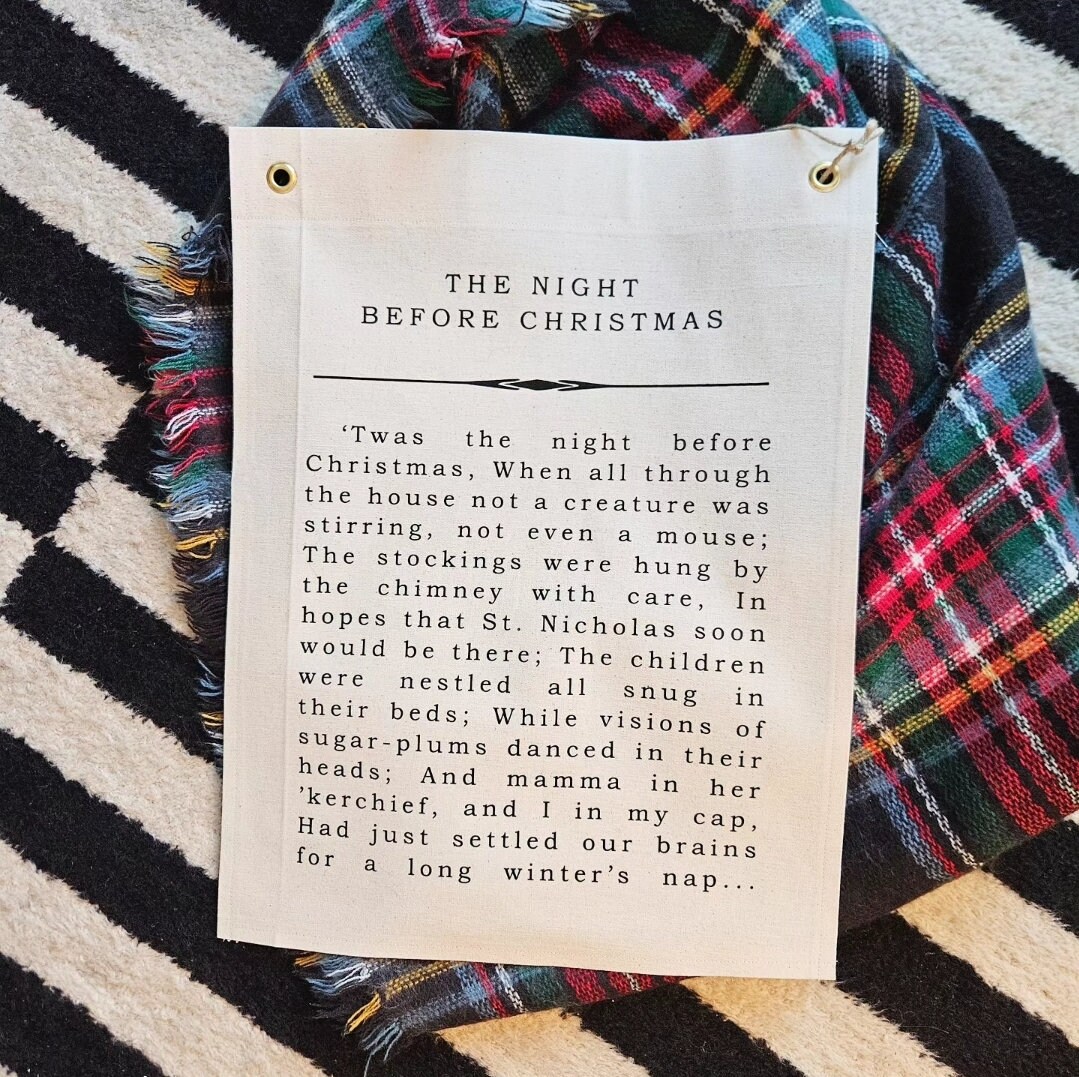 THE NIGHT
BEFORE CHRISTMAS
‘Twas the night before
Christmas, When all through
the house not a creature was
stirring, not even a mouse;
The stockings were hung by
the chimney with care, In
hopes that St. Nicholas soon
would be there; The children
were nestled all snug in
their beds; While visions of
sugar-plums danced in their
heads; And mamma in her
’kerchief, and I in my cap,
Had just settled our brains
for a long winter’s nap...